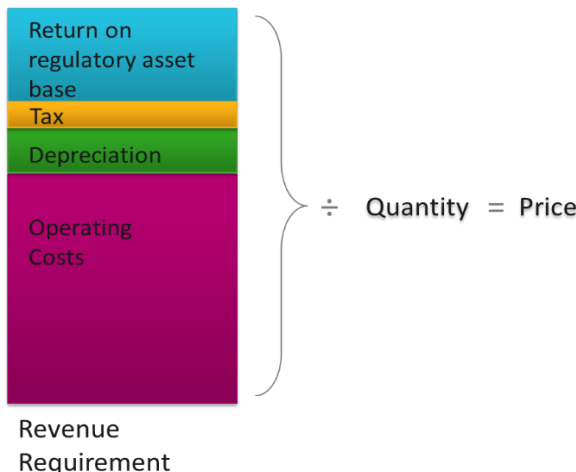 Return on
regulatory asset
base
Tax
Depreciation
Operating
Costs
÷ Quantity = Price
Revenue
Requirement